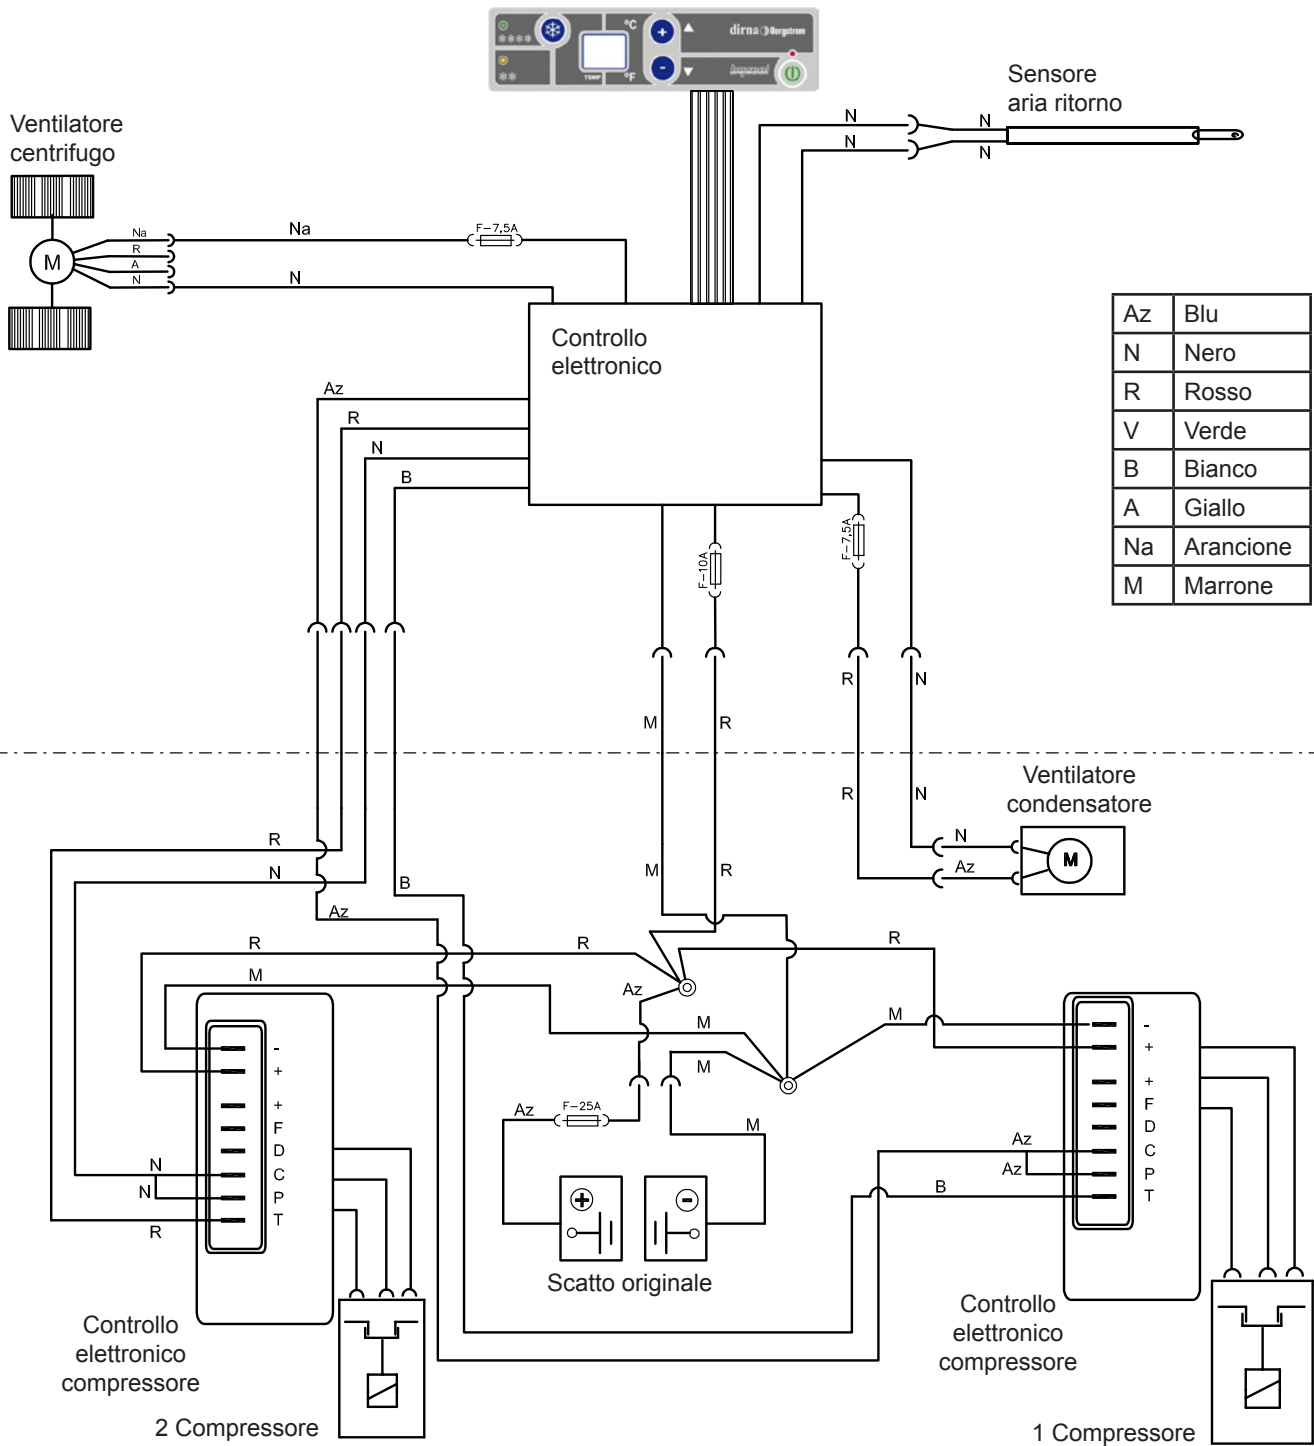 °C
dirna Bergstrom
TEMP
°F
Sensore
aria ritorno
Ventilatore
centrifugo
N
N
N
N
Na
R
A
N
M
Na
N
F-7,5A
Controllo
elettronico
Az Blu
N Nero
R Rosso
V Verde
B Bianco
A Giallo
Na Arancione
M Marrone
Az
R
N
B
F-10A
F-7,5A
R
N
M
R
Ventilatore
condensatore
R
N
N
Az
M
R
N
B
Az
M
R
R
R
R
M
Az
M
M
M
-
+
+
F
D
C
P
T
N
N
R
Az
F-25A
M
+
-
Scatto originale
-
+
+
F
D
C
P
T
Az
Az
B
Controllo
elettronico
compressore
2 Compressore
Controllo
elettronico
compressore
1 Compressore